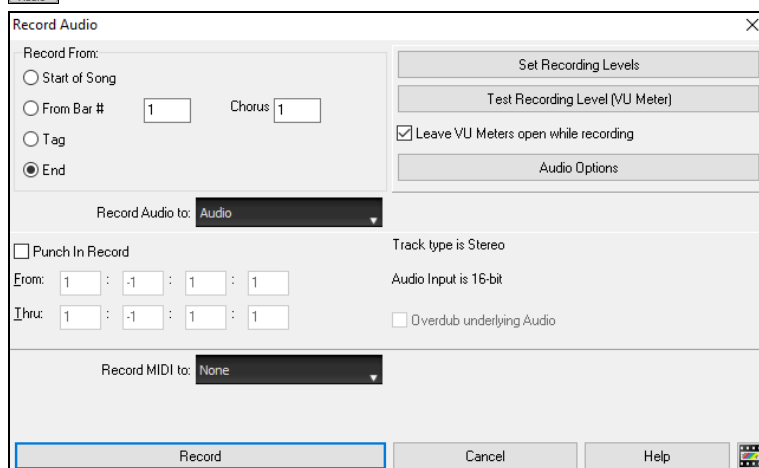 Record Audio
Record From:
Start of Song
From Bar # 1 Chorus 1
Tag
End
Set Recording Levels
Test Recording Level (VU Meter)
Leave VU Meters open while recording
Audio Options
Record Audio to: Audio
Punch In Record
From: 1 : -1 : 1 : 1
Thru: 1 : -1 : 1 : 1
Track type is Stereo
Audio Input is 16-bit
Overdub underlying Audio
Record MIDI to: None
Record Cancel Help